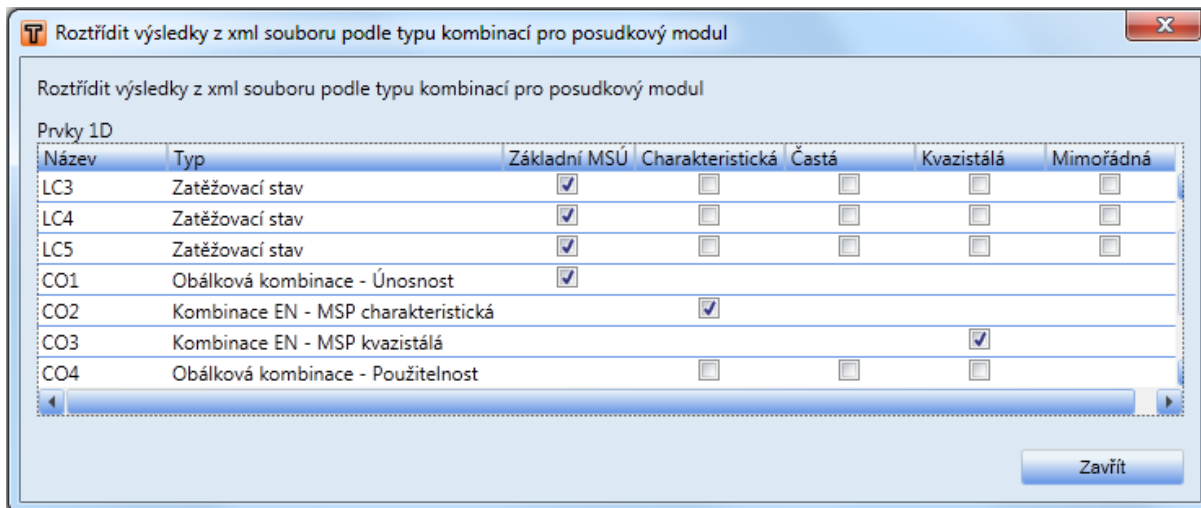 Roztřídit výsledky z xml souboru podle typu kombinací pro posudkový modul
Roztřídit výsledky z xml souboru podle typu kombinací pro posudkový modul
Prvky 1D
Název Typ Základní MSÚ Charakteristická Častá Kvazistálá Mimořádná
LC3 Zatěžovací stav
LC4 Zatěžovací stav
LC5 Zatěžovací stav
CO1 Obálková kombinace - Únosnost
CO2 Kombinace EN - MSP charakteristická
CO3 Kombinace EN - MSP kvazistálá
CO4 Obálková kombinace - Použitelnost
Zavřít